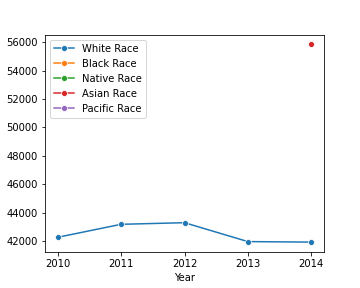 56000
54000
52000
50000
48000
46000
44000
42000
White Race
Black Race
Native Race
Asian Race
Pacific Race
2010 2011 2012 2013 2014
Year